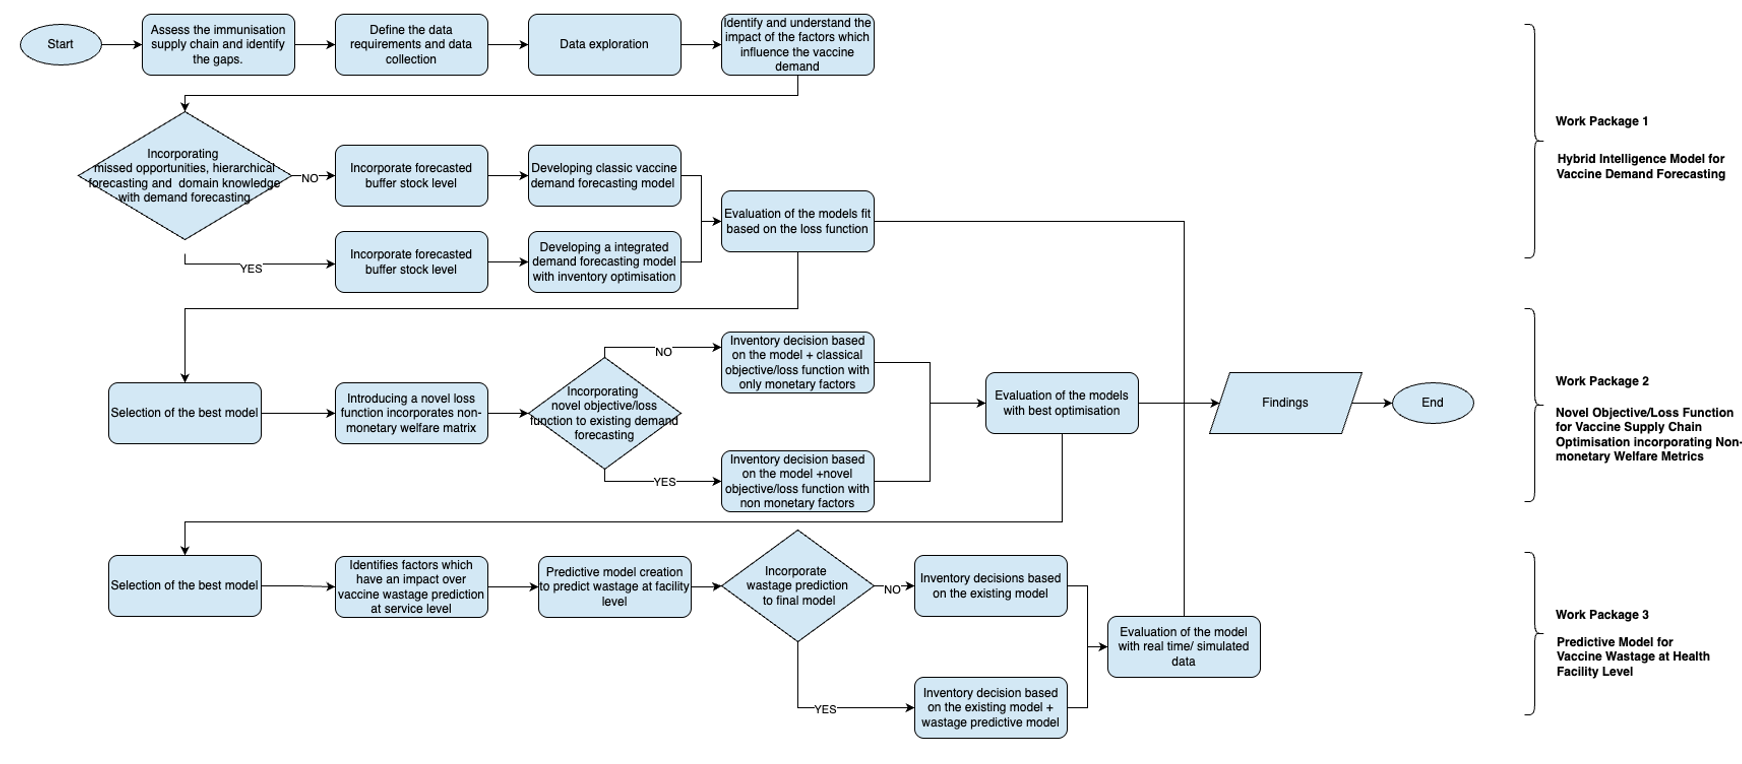 Start
Assess the immunisation
supply chain and identify
the gaps.
Define the data
requirements and data
collection
Data exploration
Identify and understand the
impact of the factors which
influence the vaccine
demand
Incorporating
missed opportunities, hierarchical
forecasting and domain knowledge
with demand forecasting
NO
Incorporate forecasted
buffer stock level
Developing classic vaccine
demand forecasting model
YES
Incorporate forecasted
buffer stock level
Developing a integrated
demand forecasting model
with inventory optimisation
Evaluation of the models fit
based on the loss function
Work Package 1
Hybrid Intelligence Model for
Vaccine Demand Forecasting
Selection of the best model
Introducing a novel loss
function incorporates non-
monetary welfare matrix
Incorporating
novel objective/loss
function to existing demand
forecasting
NO
Inventory decision based
on the model + classical
objective/loss function with
only monetary factors
YES
Inventory decision based
on the model +novel
objective/loss function with
non monetary factors
Evaluation of the models
with best optimisation
Findings
End
Work Package 2
Novel Objective/Loss Function
for Vaccine Supply Chain
Optimisation incorporating Non-
monetary Welfare Metrics
Selection of the best model
Identifies factors which
have an impact over
vaccine wastage prediction
at service level
Predictive model creation
to predict wastage at facility
level
Incorporate
wastage prediction
to final model
NO
Inventory decisions based
on the existing model
YES
Inventory decision based
on the existing model +
wastage predictive model
Evaluation of the model
with real time/ simulated
data
Work Package 3
Predictive Model for
Vaccine Wastage at Health
Facility Level